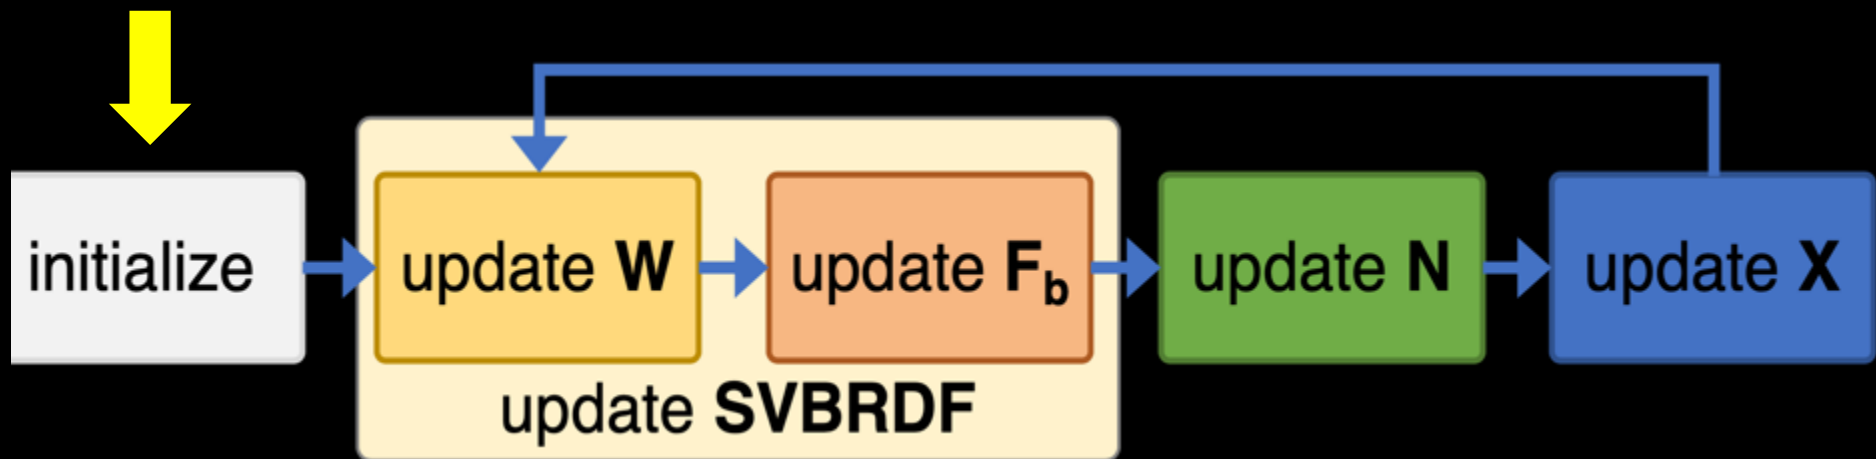 initialize
update W
update Fb
update N
update X
update SVBRDF